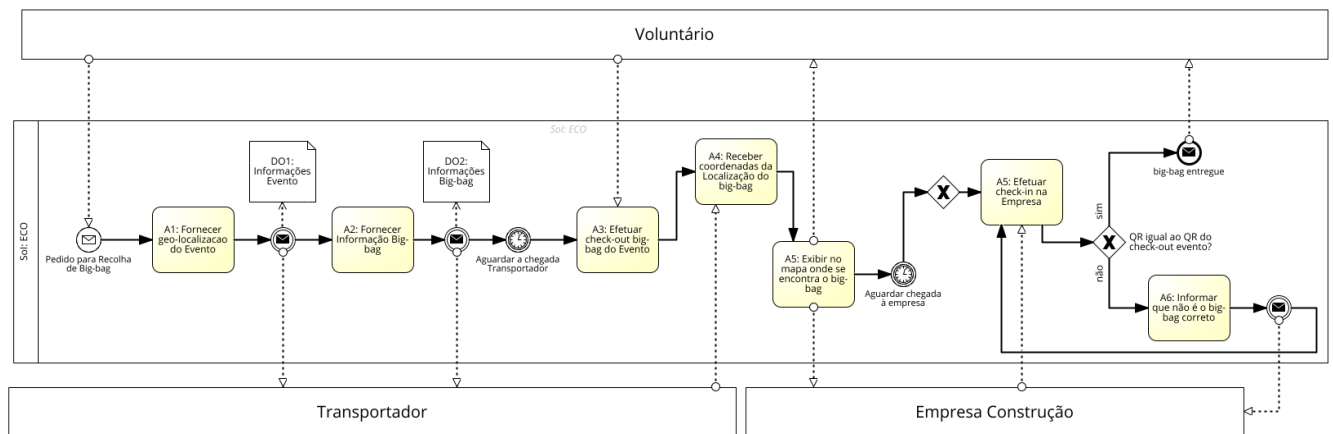 Voluntário
Sol: ECO
Sol: ECO
Pedido para Recolha
de Big-bag
A1: Fornecer
geo-localizacao
do Evento
DO1:
Informações
Evento
A2: Fornecer
Informação Big-
bag
DO2:
Informações
Big-bag
Aguardar a chegada
Transportador
A3: Efetuar
check-out big-
bag do Evento
A4: Receber
coordenadas da
Localização do
big-bag
A5: Exibir no
mapa onde se
encontra o big-
bag
Aguardar chegada
à empresa
A5: Efetuar
check-in na
Empresa
QR igual ao QR do
check-out evento?
sim
não
big-bag entregue
A6: Informar
que não é o big-
bag correto
Transportador
Empresa Construção